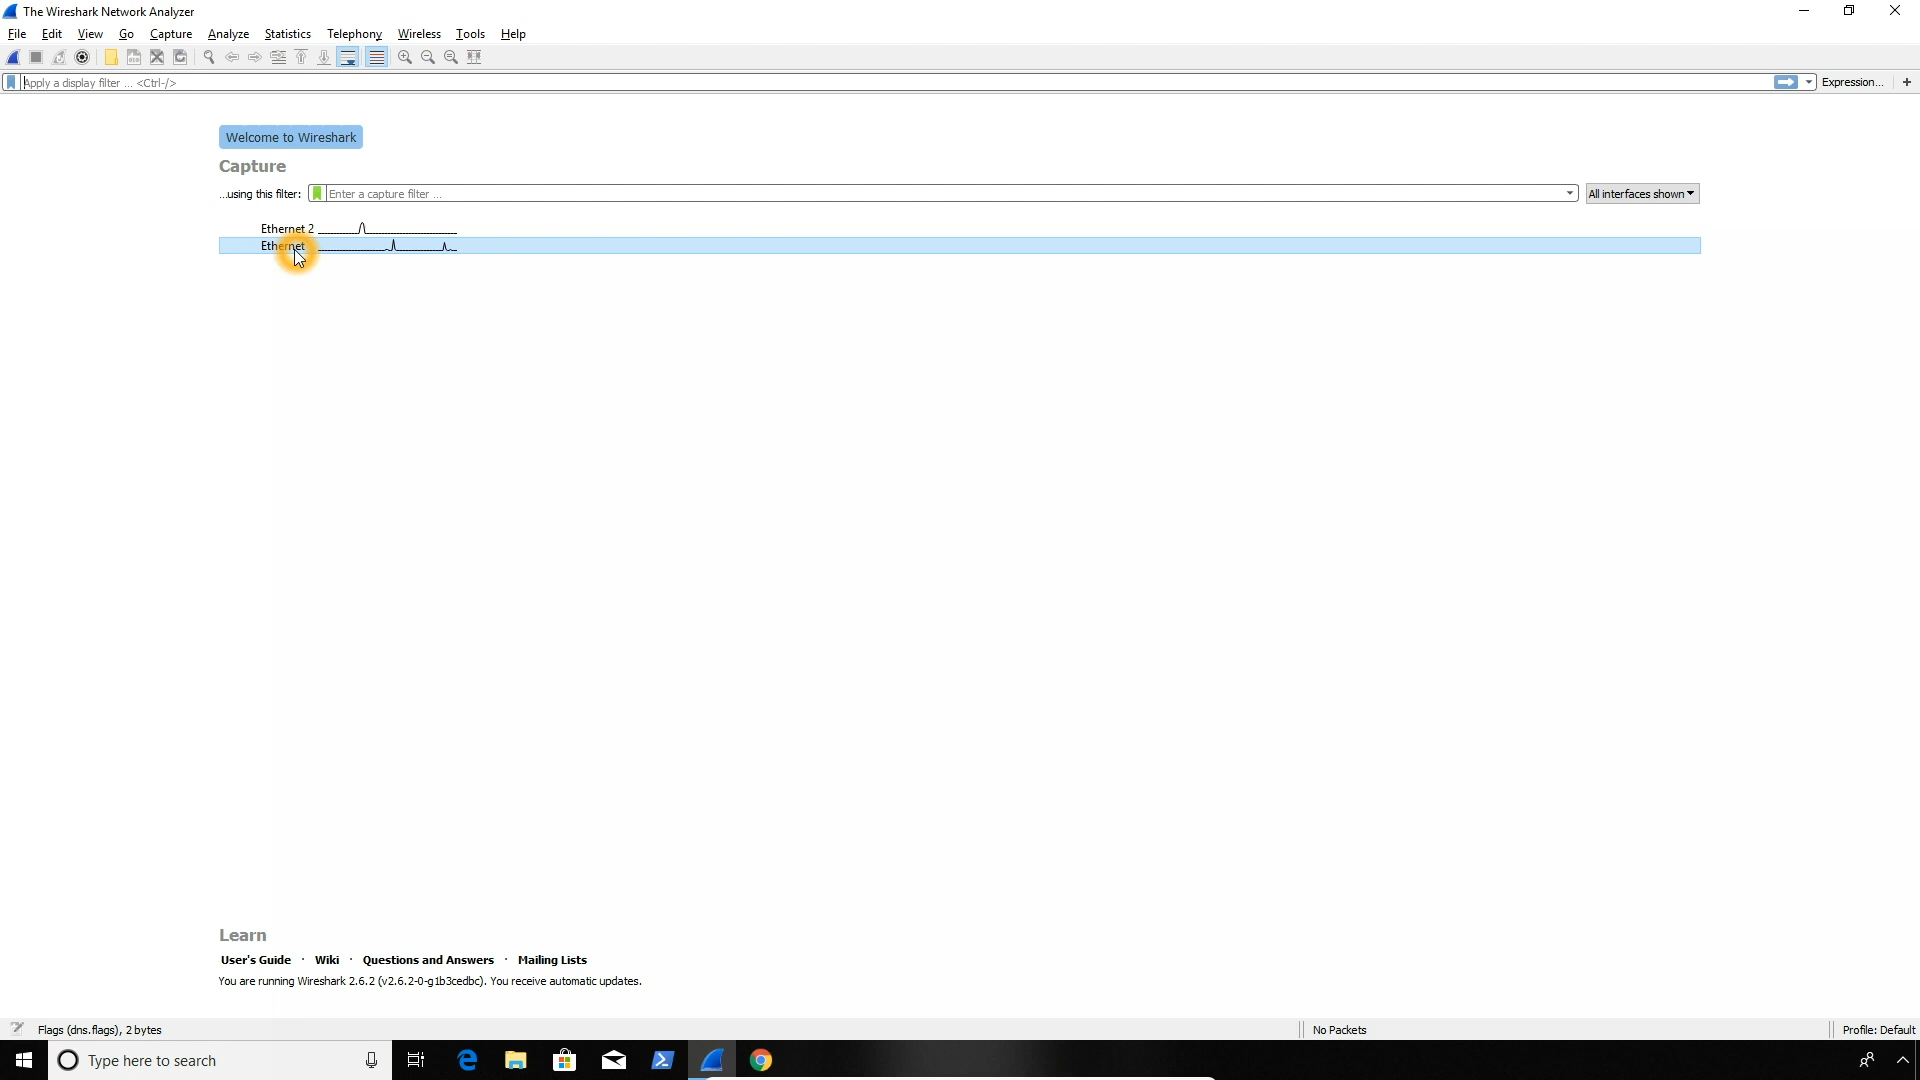 The Wireshark Network Analyzer
File Edit View Go Capture Analyze Statistics Telephony Wireless Tools Help
Apply a display filter ... <Ctrl-/> Expression... +
Welcome to Wireshark
Capture
...using this filter: Enter a capture filter ... All interfaces shown
Ethernet 2
Ethernet
Learn
User's Guide · Wiki · Questions and Answers · Mailing Lists
You are running Wireshark 2.6.2 (v2.6.2-0-g1b3cedbc). You receive automatic updates.
Flags (dns.flags), 2 bytes No Packets Profile: Default
Type here to search